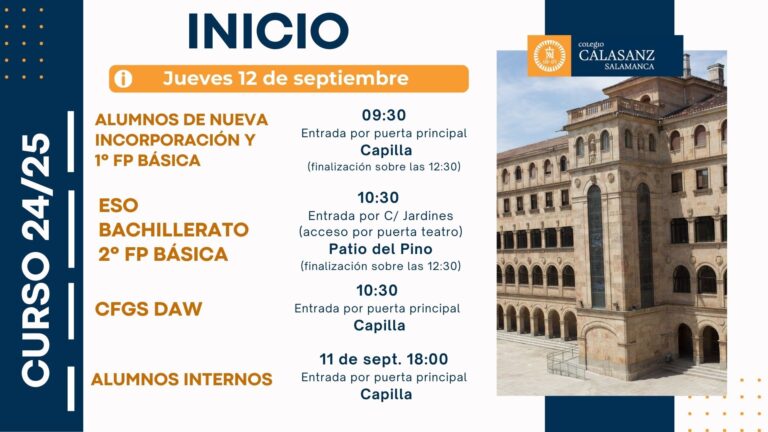 INICIO
Jueves 12 de septiembre
colegio
CALASANZ
SALAMANCA
CURSO 24/25
ALUMNOS DE NUEVA
INCORPORACIÓN Y
1º FP BÁSICA
09:30
Entrada por puerta principal
Capilla
(finalización sobre las 12:30)
ESO
BACHILLERATO
2º FP BÁSICA
10:30
Entrada por C/ Jardines
(acceso por puerta teatro)
Patio del Pino
(finalización sobre las 12:30)
CFGS DAW
10:30
Entrada por puerta principal
Capilla
ALUMNOS INTERNOS
11 de sept. 18:00
Entrada por puerta principal
Capilla